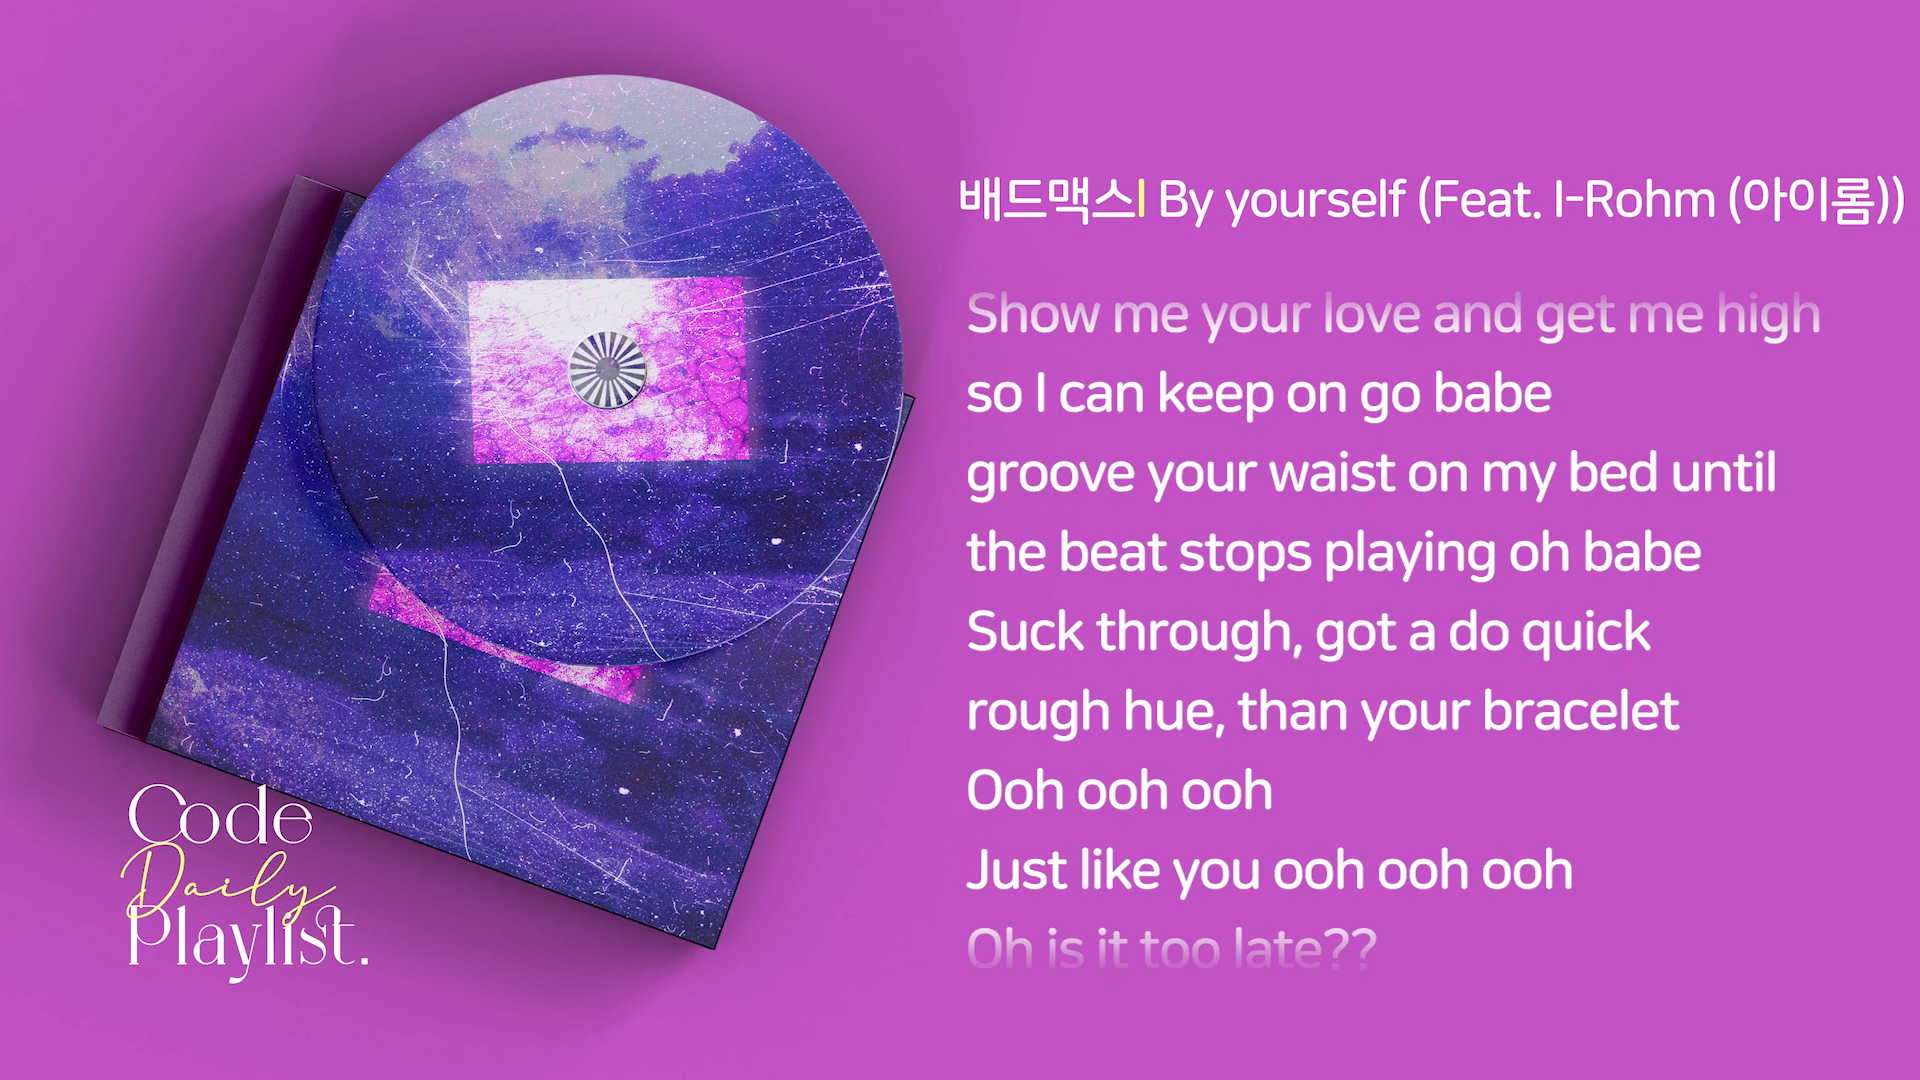 배드맥스| By yourself (Feat. I-Rohm (아이롬))
Show me your love and get me high
so I can keep on go babe
groove your waist on my bed until
the beat stops playing oh babe
Suck through, got a do quick
rough hue, than your bracelet
Ooh ooh ooh
Just like you ooh ooh ooh
Oh is it too late??
Code
Daily
Playlist.